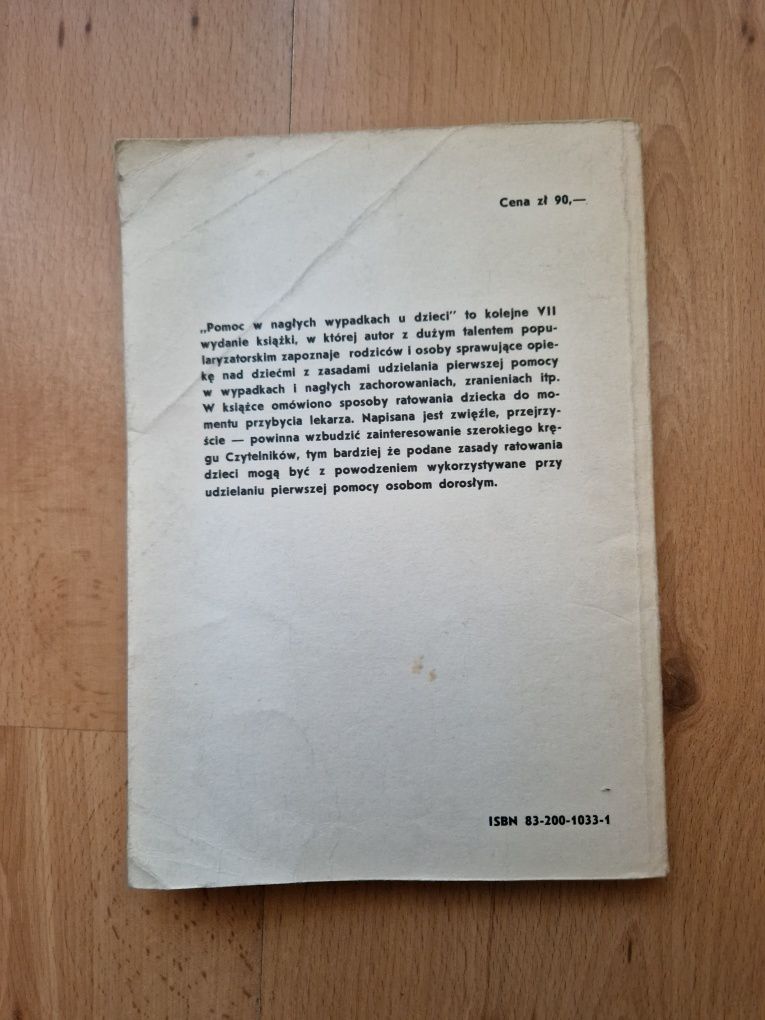 Cena zł 90,—
„Pomoc w nagłych wypadkach u dzieci” to kolejne VII
wydanie książki, w której autor z dużym talentem popu-
laryzatorskim zapoznaje rodziców i osoby sprawujące opie-
kę nad dziećmi z zasadami udzielania pierwszej pomocy
w wypadkach i nagłych zachorowaniach, zranieniach itp.
W książce omówiono sposoby ratowania dziecka do mo-
mentu przybycia lekarza. Napisana jest zwięźle, przejrzy-
ście — powinna wzbudzić zainteresowanie szerokiego krę-
gu Czytelników, tym bardziej że podane zasady ratowania
dzieci mogą być z powodzeniem wykorzystywane przy
udzielaniu pierwszej pomocy osobom dorosłym.
ISBN 83-200-1033-1